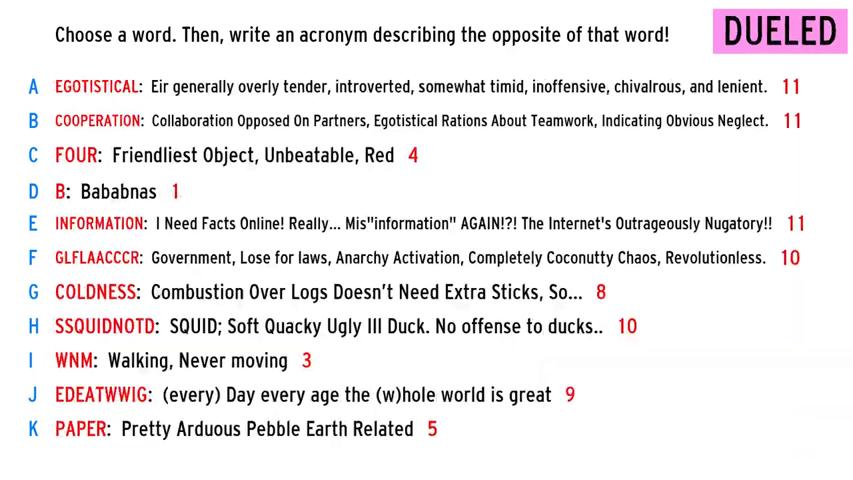 Choose a word. Then, write an acronym describing the opposite of that word!
DUELED
A EGOTISTICAL: Eir generally overly tender, introverted, somewhat timid, inoffensive, chivalrous, and lenient. 11
B COOPERATION: Collaboration Opposed On Partners, Egotistical Rations About Teamwork, Indicating Obvious Neglect. 11
C FOUR: Friendliest Object, Unbeatable, Red 4
D B: Bababnas 1
E INFORMATION: I Need Facts Online! Really... Mis"information" AGAIN!?! The Internet's Outrageously Nugatory!! 11
F GLFLAACCCR: Government, Lose for laws, Anarchy Activation, Completely Coconutty Chaos, Revolutionless. 10
G COLDNESS: Combustion Over Logs Doesn't Need Extra Sticks, So... 8
H SSQUIDNOTD: SQUID; Soft Quacky Ugly Ill Duck. No offense to ducks.. 10
I WNM: Walking, Never moving 3
J EDEATWWIG: (every) Day every age the (w)hole world is great 9
K PAPER: Pretty Arduous Pebble Earth Related 5